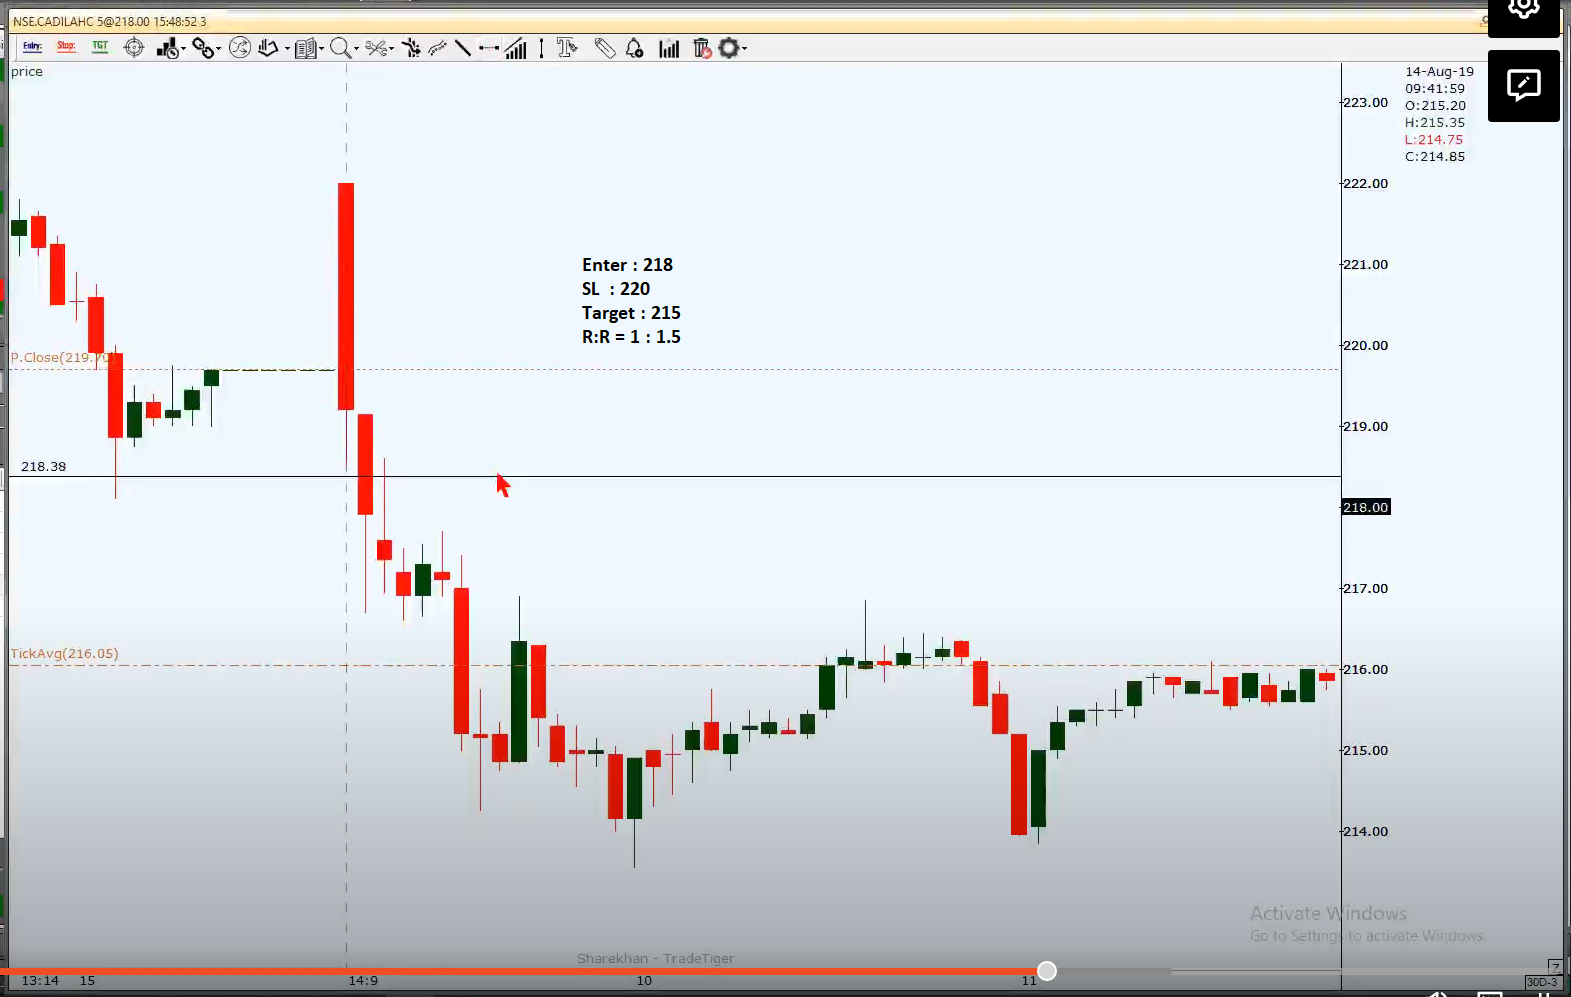 NSE.CADILAHC 5@218.00 15:48:52 3
Entry: Stop: TGT
price
14-Aug-19
09:41:59
O:215.20
H:215.35
L:214.75
C:214.85
223.00
222.00
221.00
220.00
219.00
218.00
217.00
216.00
215.00
214.00
Enter : 218
SL : 220
Target : 215
R:R = 1 : 1.5
P.Close(219.70)
218.38
TickAvg(216.05)
Activate Windows
Go to Settings to activate Windows.
Sharekhan - TradeTiger
13:14 15 14:9 10 11
Z
30D-3